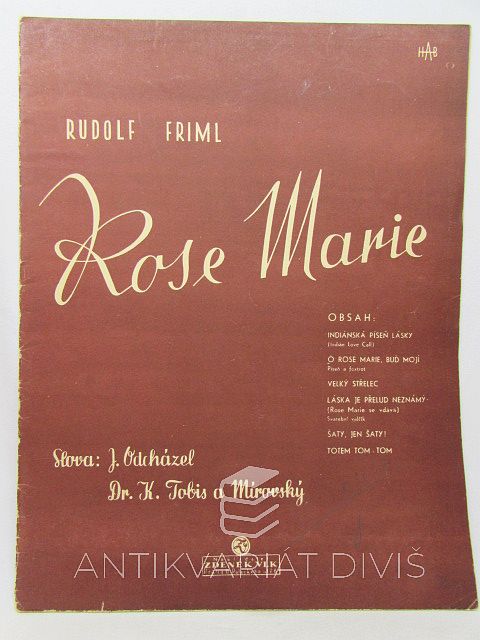 HAB
RUDOLF FRIML
Rose Marie
OBSAH:
INDIÁNSKÁ PÍSEŇ LÁSKY
(Indian Love Call)
O ROSE MARIE, BUĎ MOJÍ
Píseň a foxtrot
VELKÝ STŘELEC
LÁSKA JE PŘELUD NEZNÁMÝ
(Rose Marie se vdává)
Svatební valčík
ŠATY, JEN ŠATY!
TOTEM TOM - TOM
Slova: J. Odcházel
Dr. K. Tobis a Mírovský
ZDENĚK VLK
ANTIKVARIÁT DIVIŠ